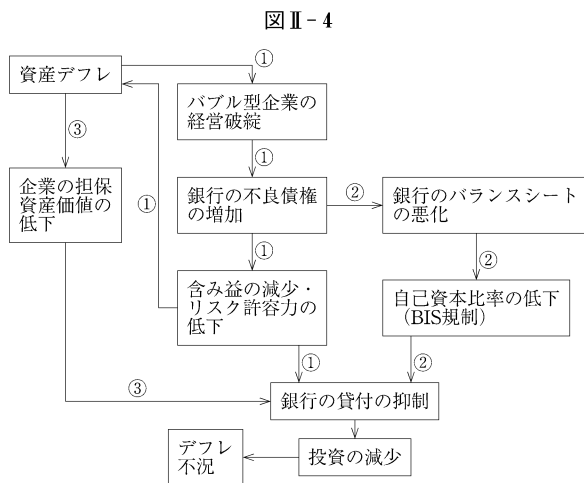 図Ⅱ-4
①
資産デフレ
バブル型企業の
経営破綻
③
①
企業の担保
資産価値の
低下
①
銀行の不良債権
の増加
②
銀行のバランスシート
の悪化
①
②
含み益の減少・
リスク許容力の
低下
自己資本比率の低下
(BIS規制)
①
②
③
銀行の貸付の抑制
デフレ
不況
投資の減少